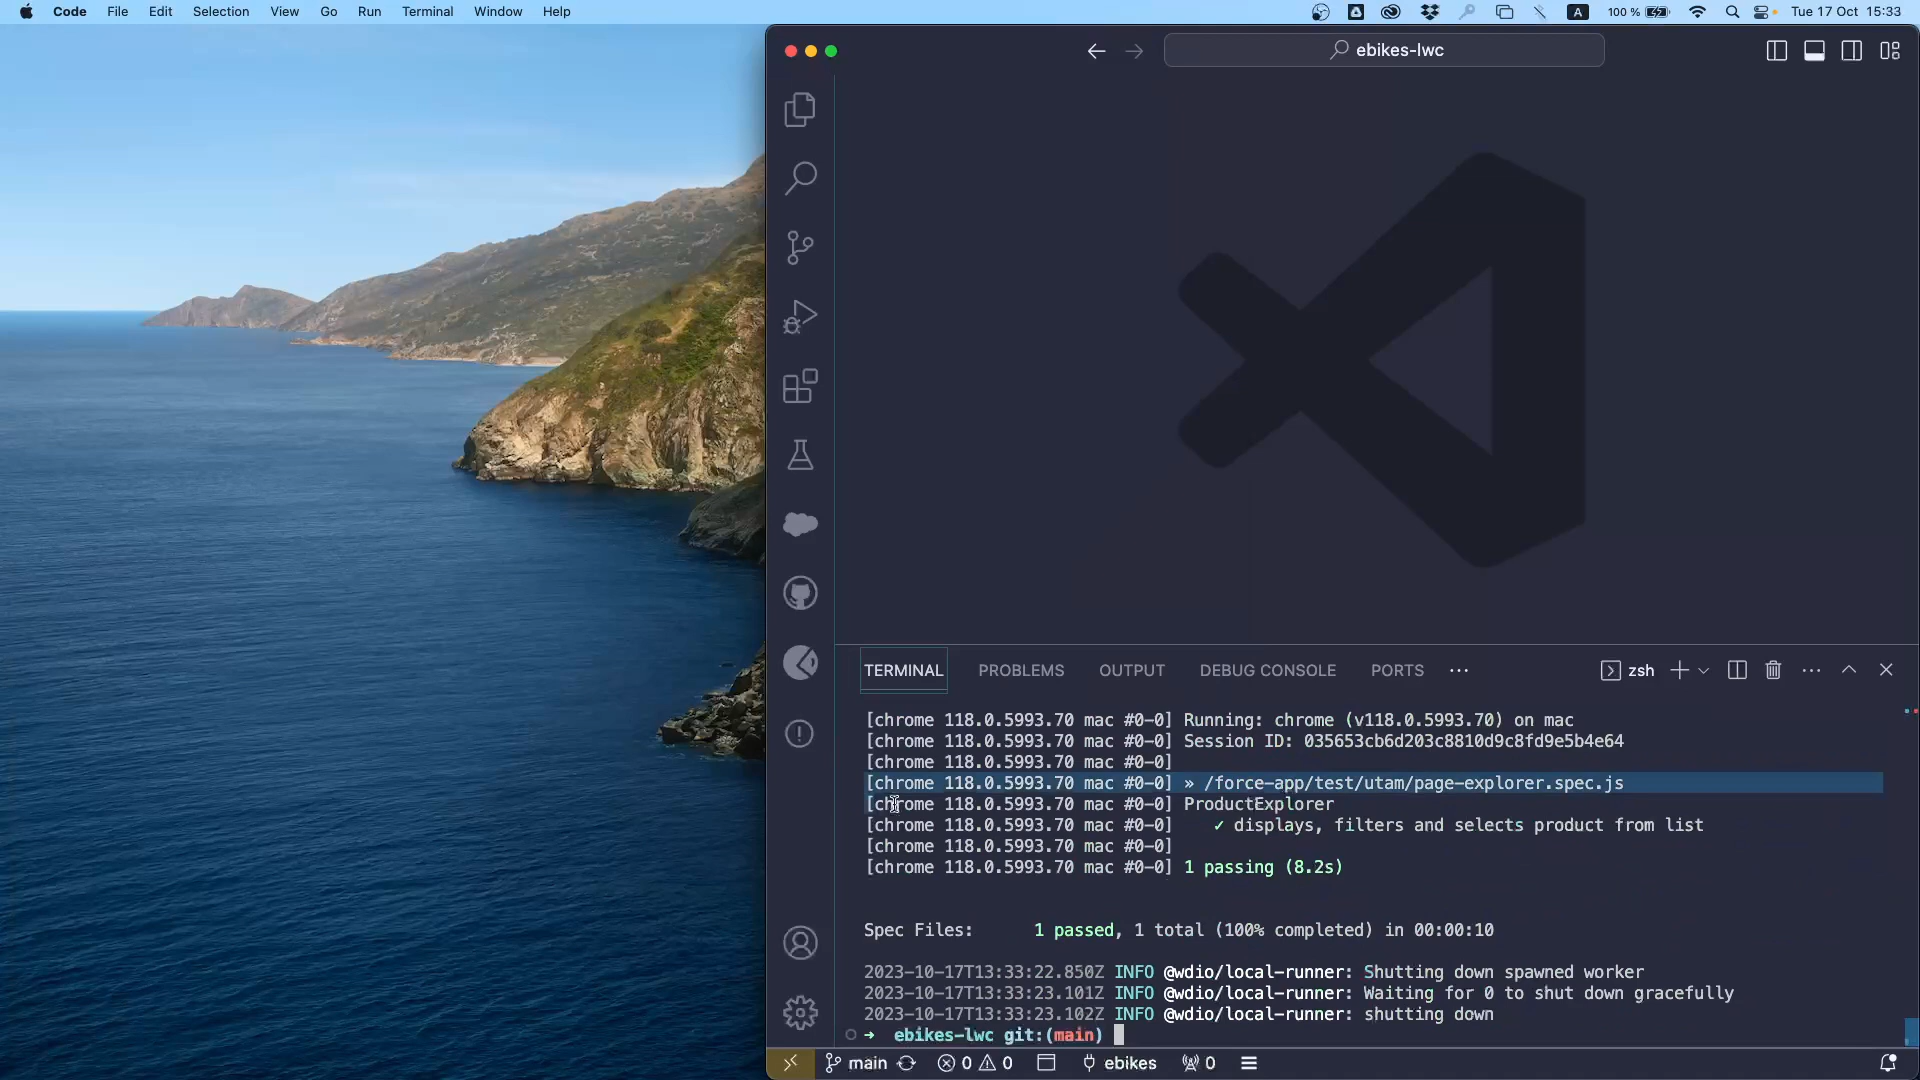 Code File Edit Selection View Go Run Terminal Window Help
A 100 % Tue 17 Oct 15:33
ebikes-lwc
TERMINAL PROBLEMS OUTPUT DEBUG CONSOLE PORTS ··· zsh
[chrome 118.0.5993.70 mac #0-0] Running: chrome (v118.0.5993.70) on mac
[chrome 118.0.5993.70 mac #0-0] Session ID: 035653cb6d203c8810d9c8fd9e5b4e64
[chrome 118.0.5993.70 mac #0-0]
[chrome 118.0.5993.70 mac #0-0] » /force-app/test/utam/page-explorer.spec.js
[chrome 118.0.5993.70 mac #0-0] ProductExplorer
[chrome 118.0.5993.70 mac #0-0] ✓ displays, filters and selects product from list
[chrome 118.0.5993.70 mac #0-0]
[chrome 118.0.5993.70 mac #0-0] 1 passing (8.2s)
Spec Files: 1 passed, 1 total (100% completed) in 00:00:10
2023-10-17T13:33:22.850Z INFO @wdio/local-runner: Shutting down spawned worker
2023-10-17T13:33:23.101Z INFO @wdio/local-runner: Waiting for 0 to shut down gracefully
2023-10-17T13:33:23.102Z INFO @wdio/local-runner: shutting down
➜ ebikes-lwc git:(main)
main 0 0 ebikes 0